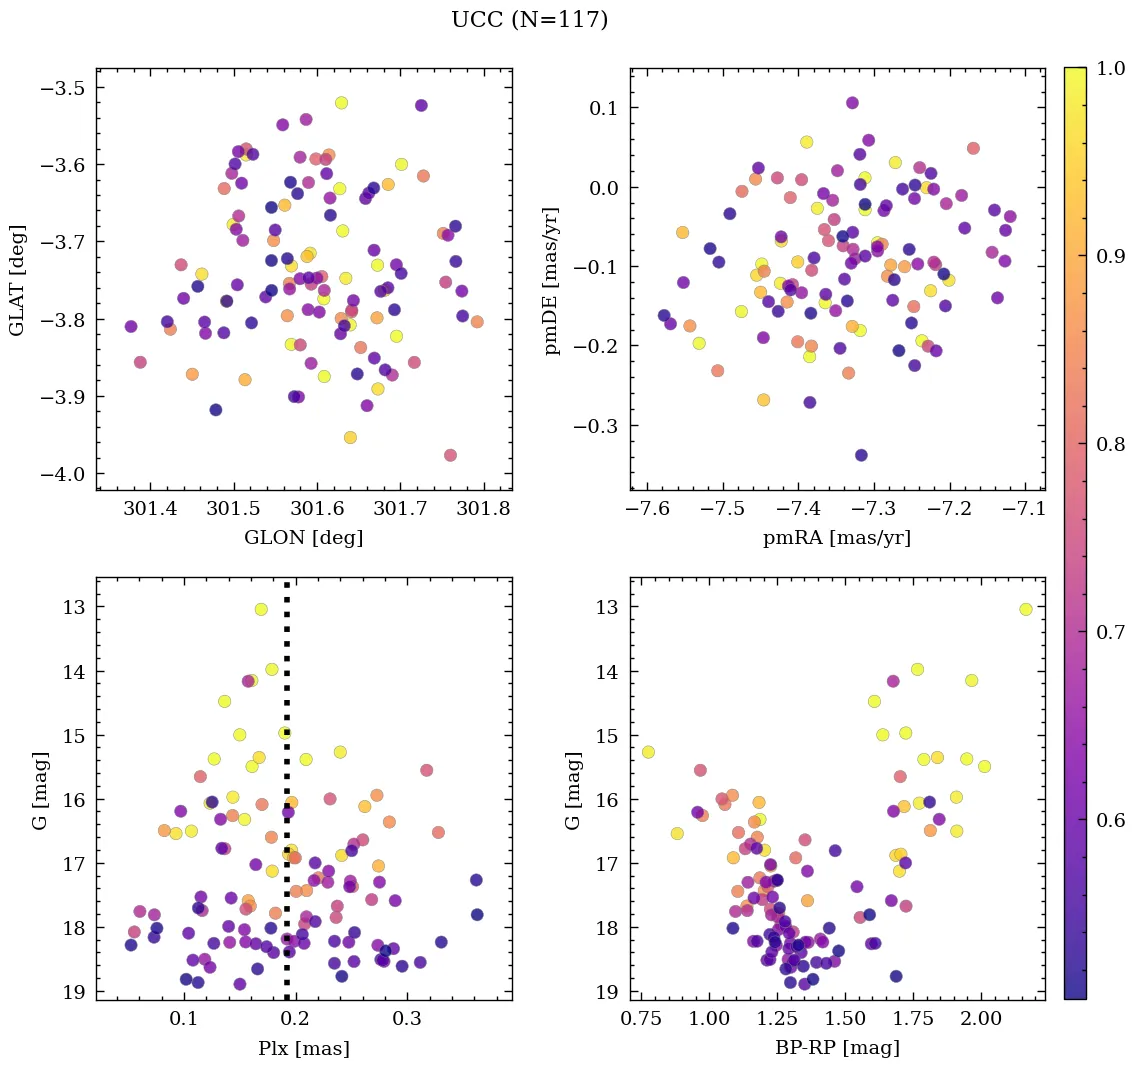 UCC (N=117)
−3.5
−3.6
−3.7
−3.8
−3.9
−4.0
GLAT [deg]
301.4 301.5 301.6 301.7 301.8
GLON [deg]
0.1
0.0
−0.1
−0.2
−0.3
pmDE [mas/yr]
−7.6 −7.5 −7.4 −7.3 −7.2 −7.1
pmRA [mas/yr]
1.0
0.9
0.8
0.7
0.6
13
14
15
16
17
18
19
G [mag]
0.1 0.2 0.3
Plx [mas]
13
14
15
16
17
18
19
G [mag]
0.75 1.00 1.25 1.50 1.75 2.00
BP-RP [mag]